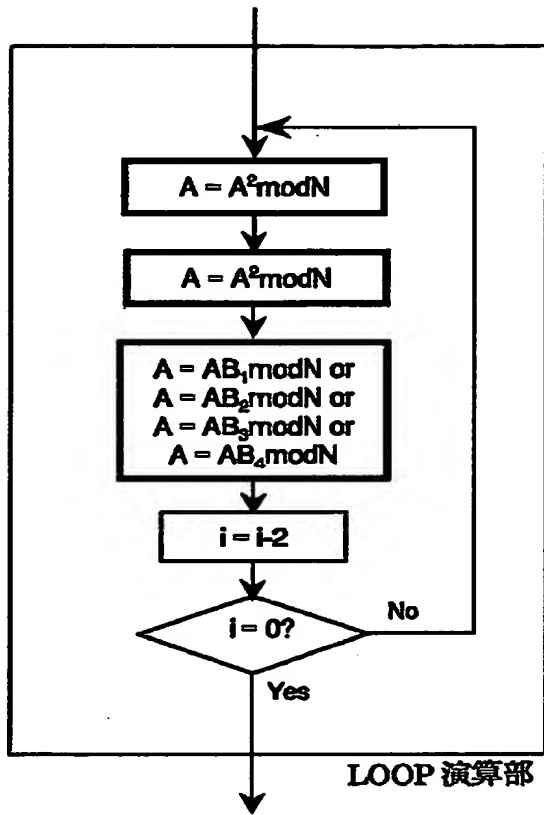 A = A²modN
A = A²modN
A = AB₁modN or
A = AB₂modN or
A = AB₃modN or
A = AB₄modN
i = i-2
i = 0?
No
Yes
LOOP 演算部